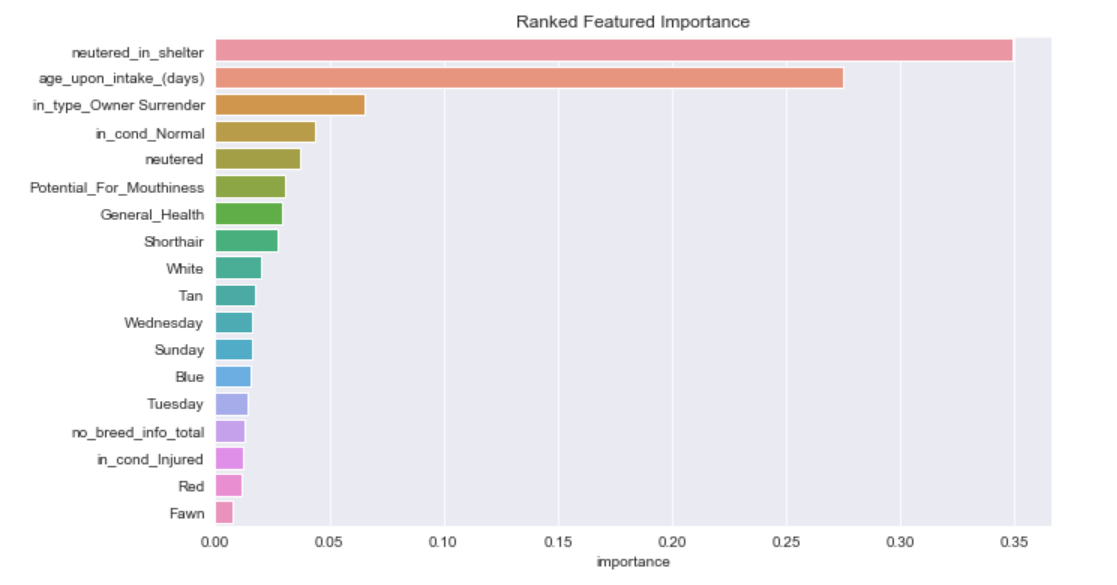 Ranked Featured Importance
neutered_in_shelter
age_upon_intake_(days)
in_type_Owner Surrender
in_cond_Normal
neutered
Potential_For_Mouthiness
General_Health
Shorthair
White
Tan
Wednesday
Sunday
Blue
Tuesday
no_breed_info_total
in_cond_Injured
Red
Fawn
0.00 0.05 0.10 0.15 0.20 0.25 0.30 0.35
importance